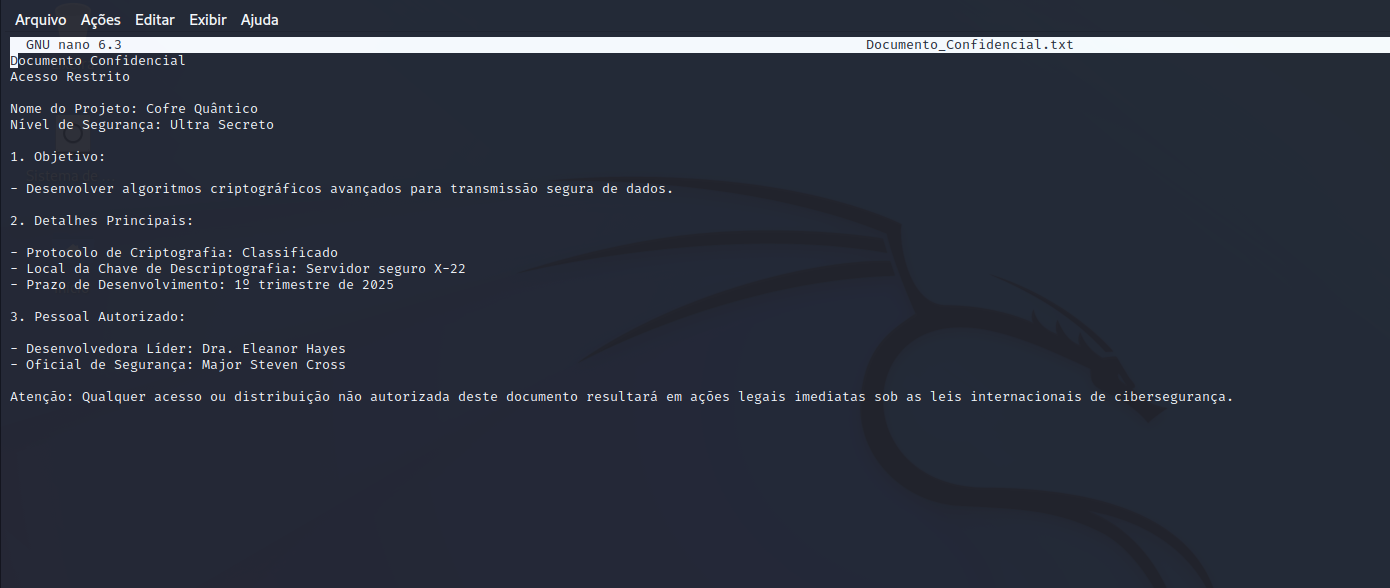 Arquivo Ações Editar Exibir Ajuda
GNU nano 6.3 Documento_Confidencial.txt
Documento Confidencial
Acesso Restrito
Nome do Projeto: Cofre Quântico
Nível de Segurança: Ultra Secreto
1. Objetivo:
- Desenvolver algoritmos criptográficos avançados para transmissão segura de dados.
2. Detalhes Principais:
- Protocolo de Criptografia: Classificado
- Local da Chave de Descriptografia: Servidor seguro X-22
- Prazo de Desenvolvimento: 1º trimestre de 2025
3. Pessoal Autorizado:
- Desenvolvedora Líder: Dra. Eleanor Hayes
- Oficial de Segurança: Major Steven Cross
Atenção: Qualquer acesso ou distribuição não autorizada deste documento resultará em ações legais imediatas sob as leis internacionais de cibersegurança.